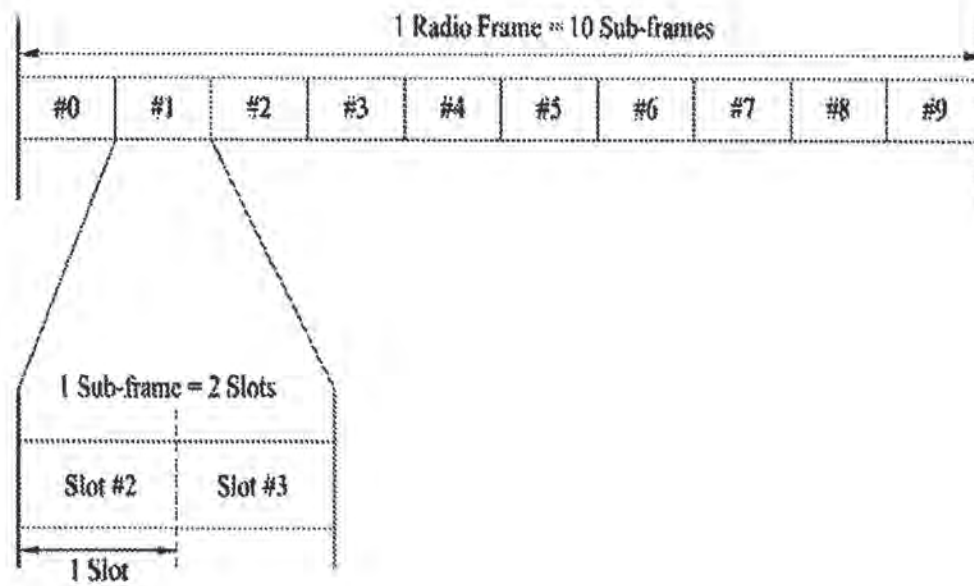 1 Radio Frame = 10 Sub-frames
#0 #1 #2 #3 #4 #5 #6 #7 #8 #9
1 Sub-frame = 2 Slots
Slot #2 Slot #3
1 Slot